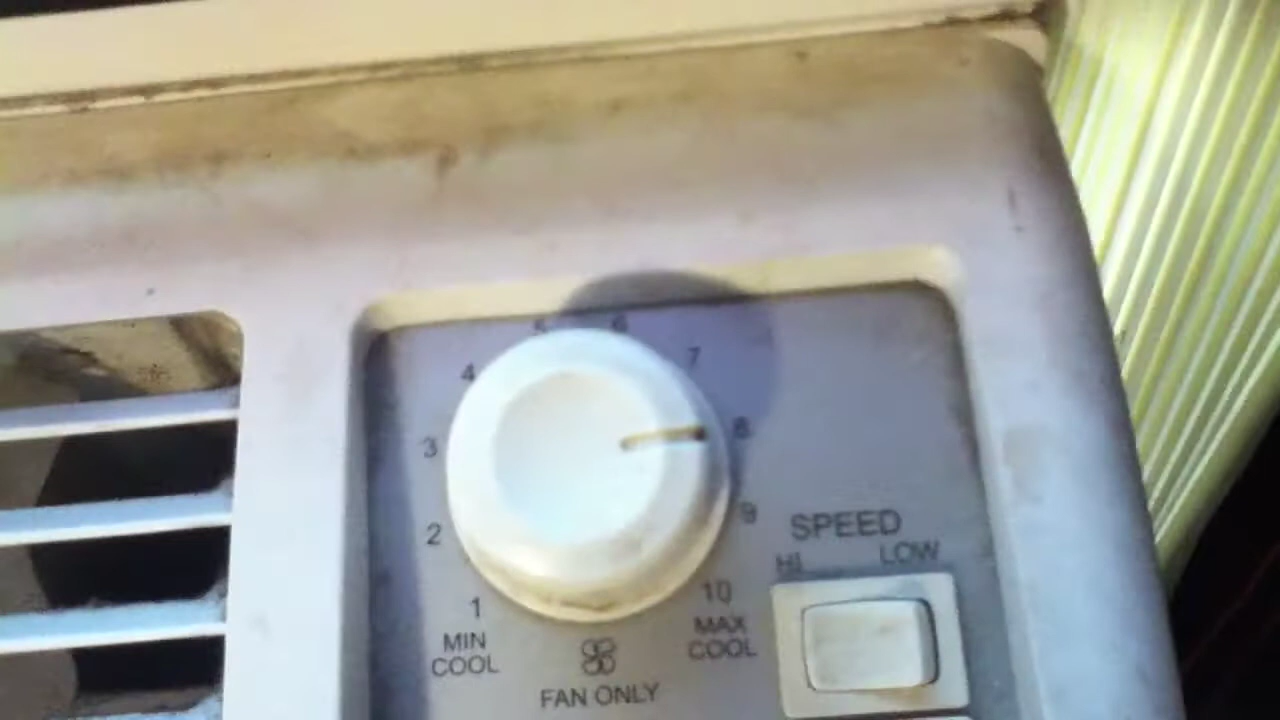 5 6
4 7
3 8
2 9
1 10
MIN COOL
MAX COOL
FAN ONLY
SPEED
HI LOW